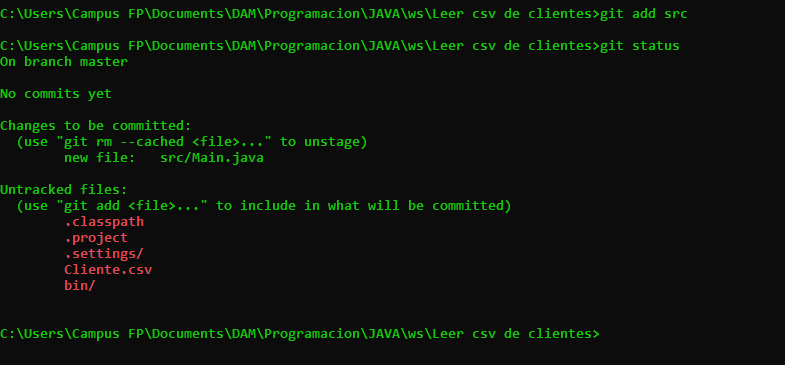 C:\Users\Campus FP\Documents\DAM\Programacion\JAVA\ws\Leer csv de clientes>git add src
C:\Users\Campus FP\Documents\DAM\Programacion\JAVA\ws\Leer csv de clientes>git status
On branch master
No commits yet
Changes to be committed:
  (use "git rm --cached <file>..." to unstage)
        new file:   src/Main.java
Untracked files:
  (use "git add <file>..." to include in what will be committed)
        .classpath
        .project
        .settings/
        Cliente.csv
        bin/
C:\Users\Campus FP\Documents\DAM\Programacion\JAVA\ws\Leer csv de clientes>